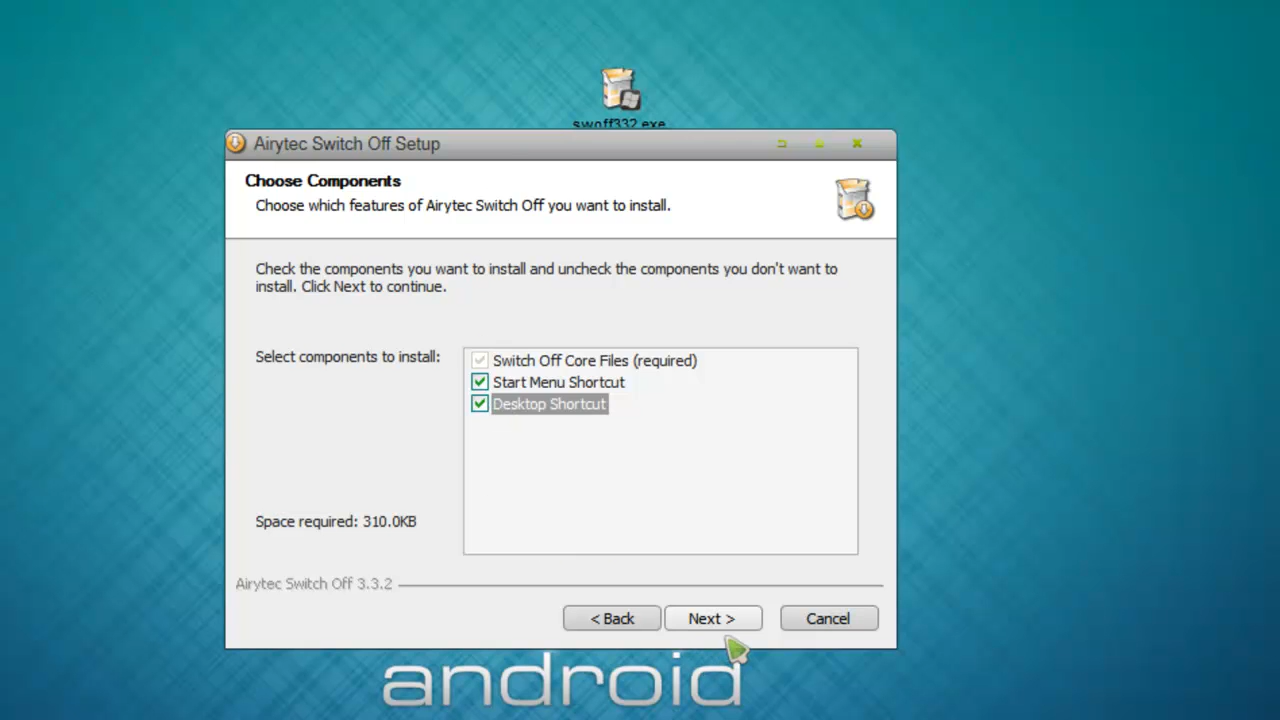 swoff332.exe
Airytec Switch Off Setup
Choose Components
Choose which features of Airytec Switch Off you want to install.
Check the components you want to install and uncheck the components you don't want to
install. Click Next to continue.
Select components to install:
Switch Off Core Files (required)
Start Menu Shortcut
Desktop Shortcut
Space required: 310.0KB
Airytec Switch Off 3.3.2
< Back
Next >
Cancel
android